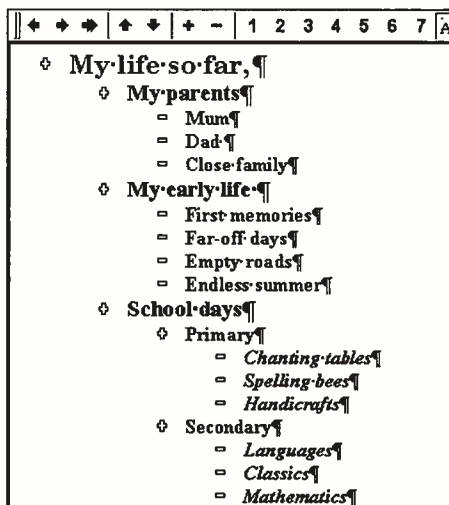 1 2 3 4 5 6 7 A
My·life·so·far,¶
My·parents¶
Mum¶
Dad·¶
Close·family¶
My·early·life·¶
First·memories¶
Far-off·days¶
Empty·roads¶
Endless·summer¶
School·days¶
Primary¶
Chanting·tables¶
Spelling·bees¶
Handicrafts¶
Secondary¶
Languages¶
Classics¶
Mathematics¶